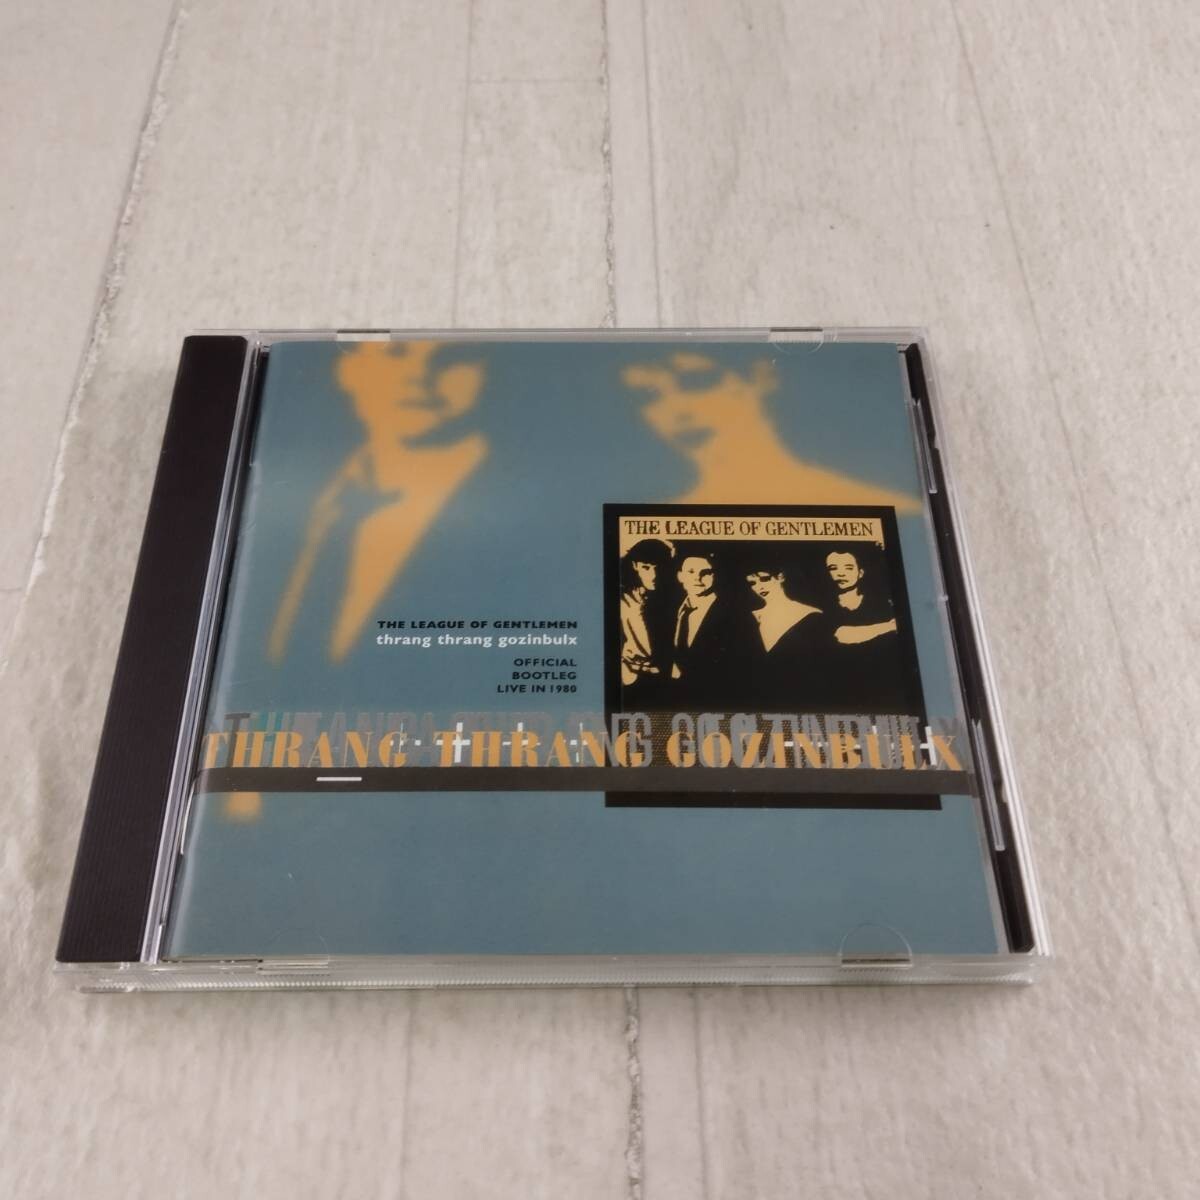 THE LEAGUE OF GENTLEMEN
THE LEAGUE OF GENTLEMEN
thrang thrang gozinbulx
OFFICIAL
BOOTLEG
LIVE IN 1980
THRANG THRANG GOZINBULX